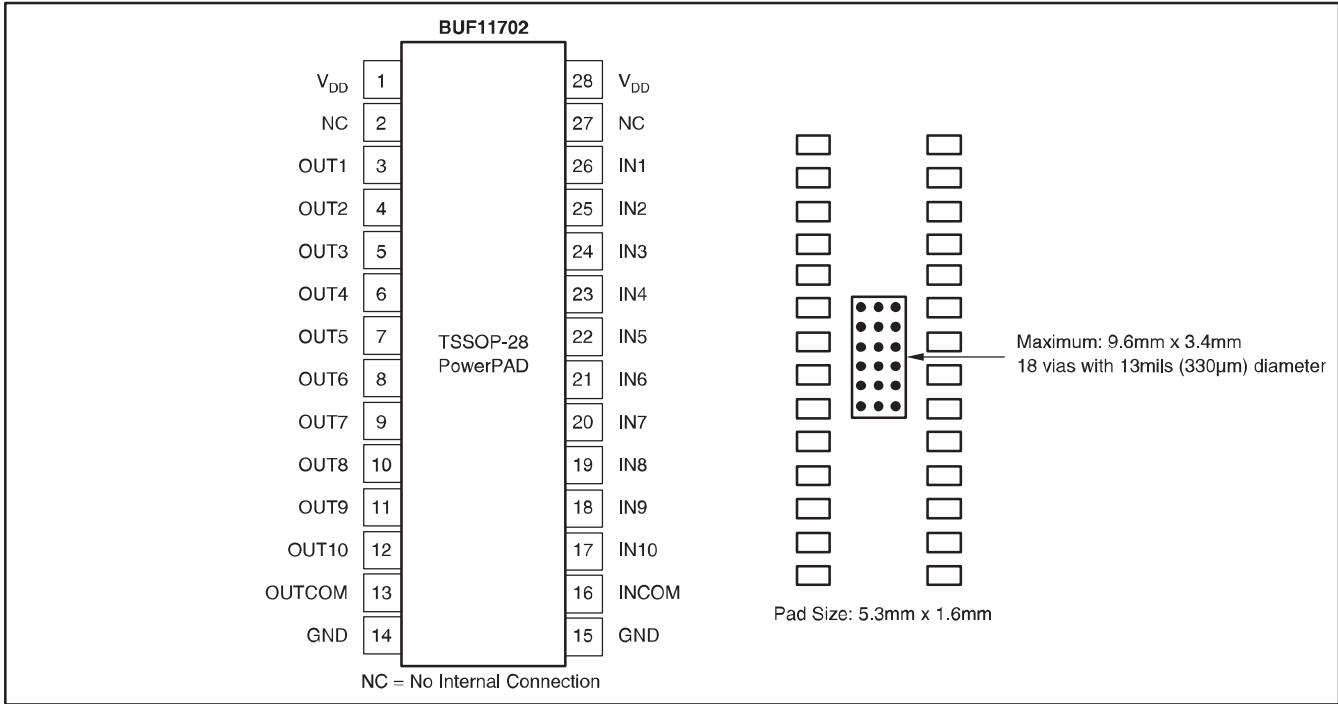 BUF11702
VDD 1 28 VDD
NC 2 27 NC
OUT1 3 26 IN1
OUT2 4 25 IN2
OUT3 5 24 IN3
OUT4 6 23 IN4
OUT5 7 22 IN5
OUT6 8 21 IN6
OUT7 9 20 IN7
OUT8 10 19 IN8
OUT9 11 18 IN9
OUT10 12 17 IN10
OUTCOM 13 16 INCOM
GND 14 15 GND
TSSOP-28
PowerPAD
NC = No Internal Connection
Maximum: 9.6mm x 3.4mm
18 vias with 13mils (330µm) diameter
Pad Size: 5.3mm x 1.6mm